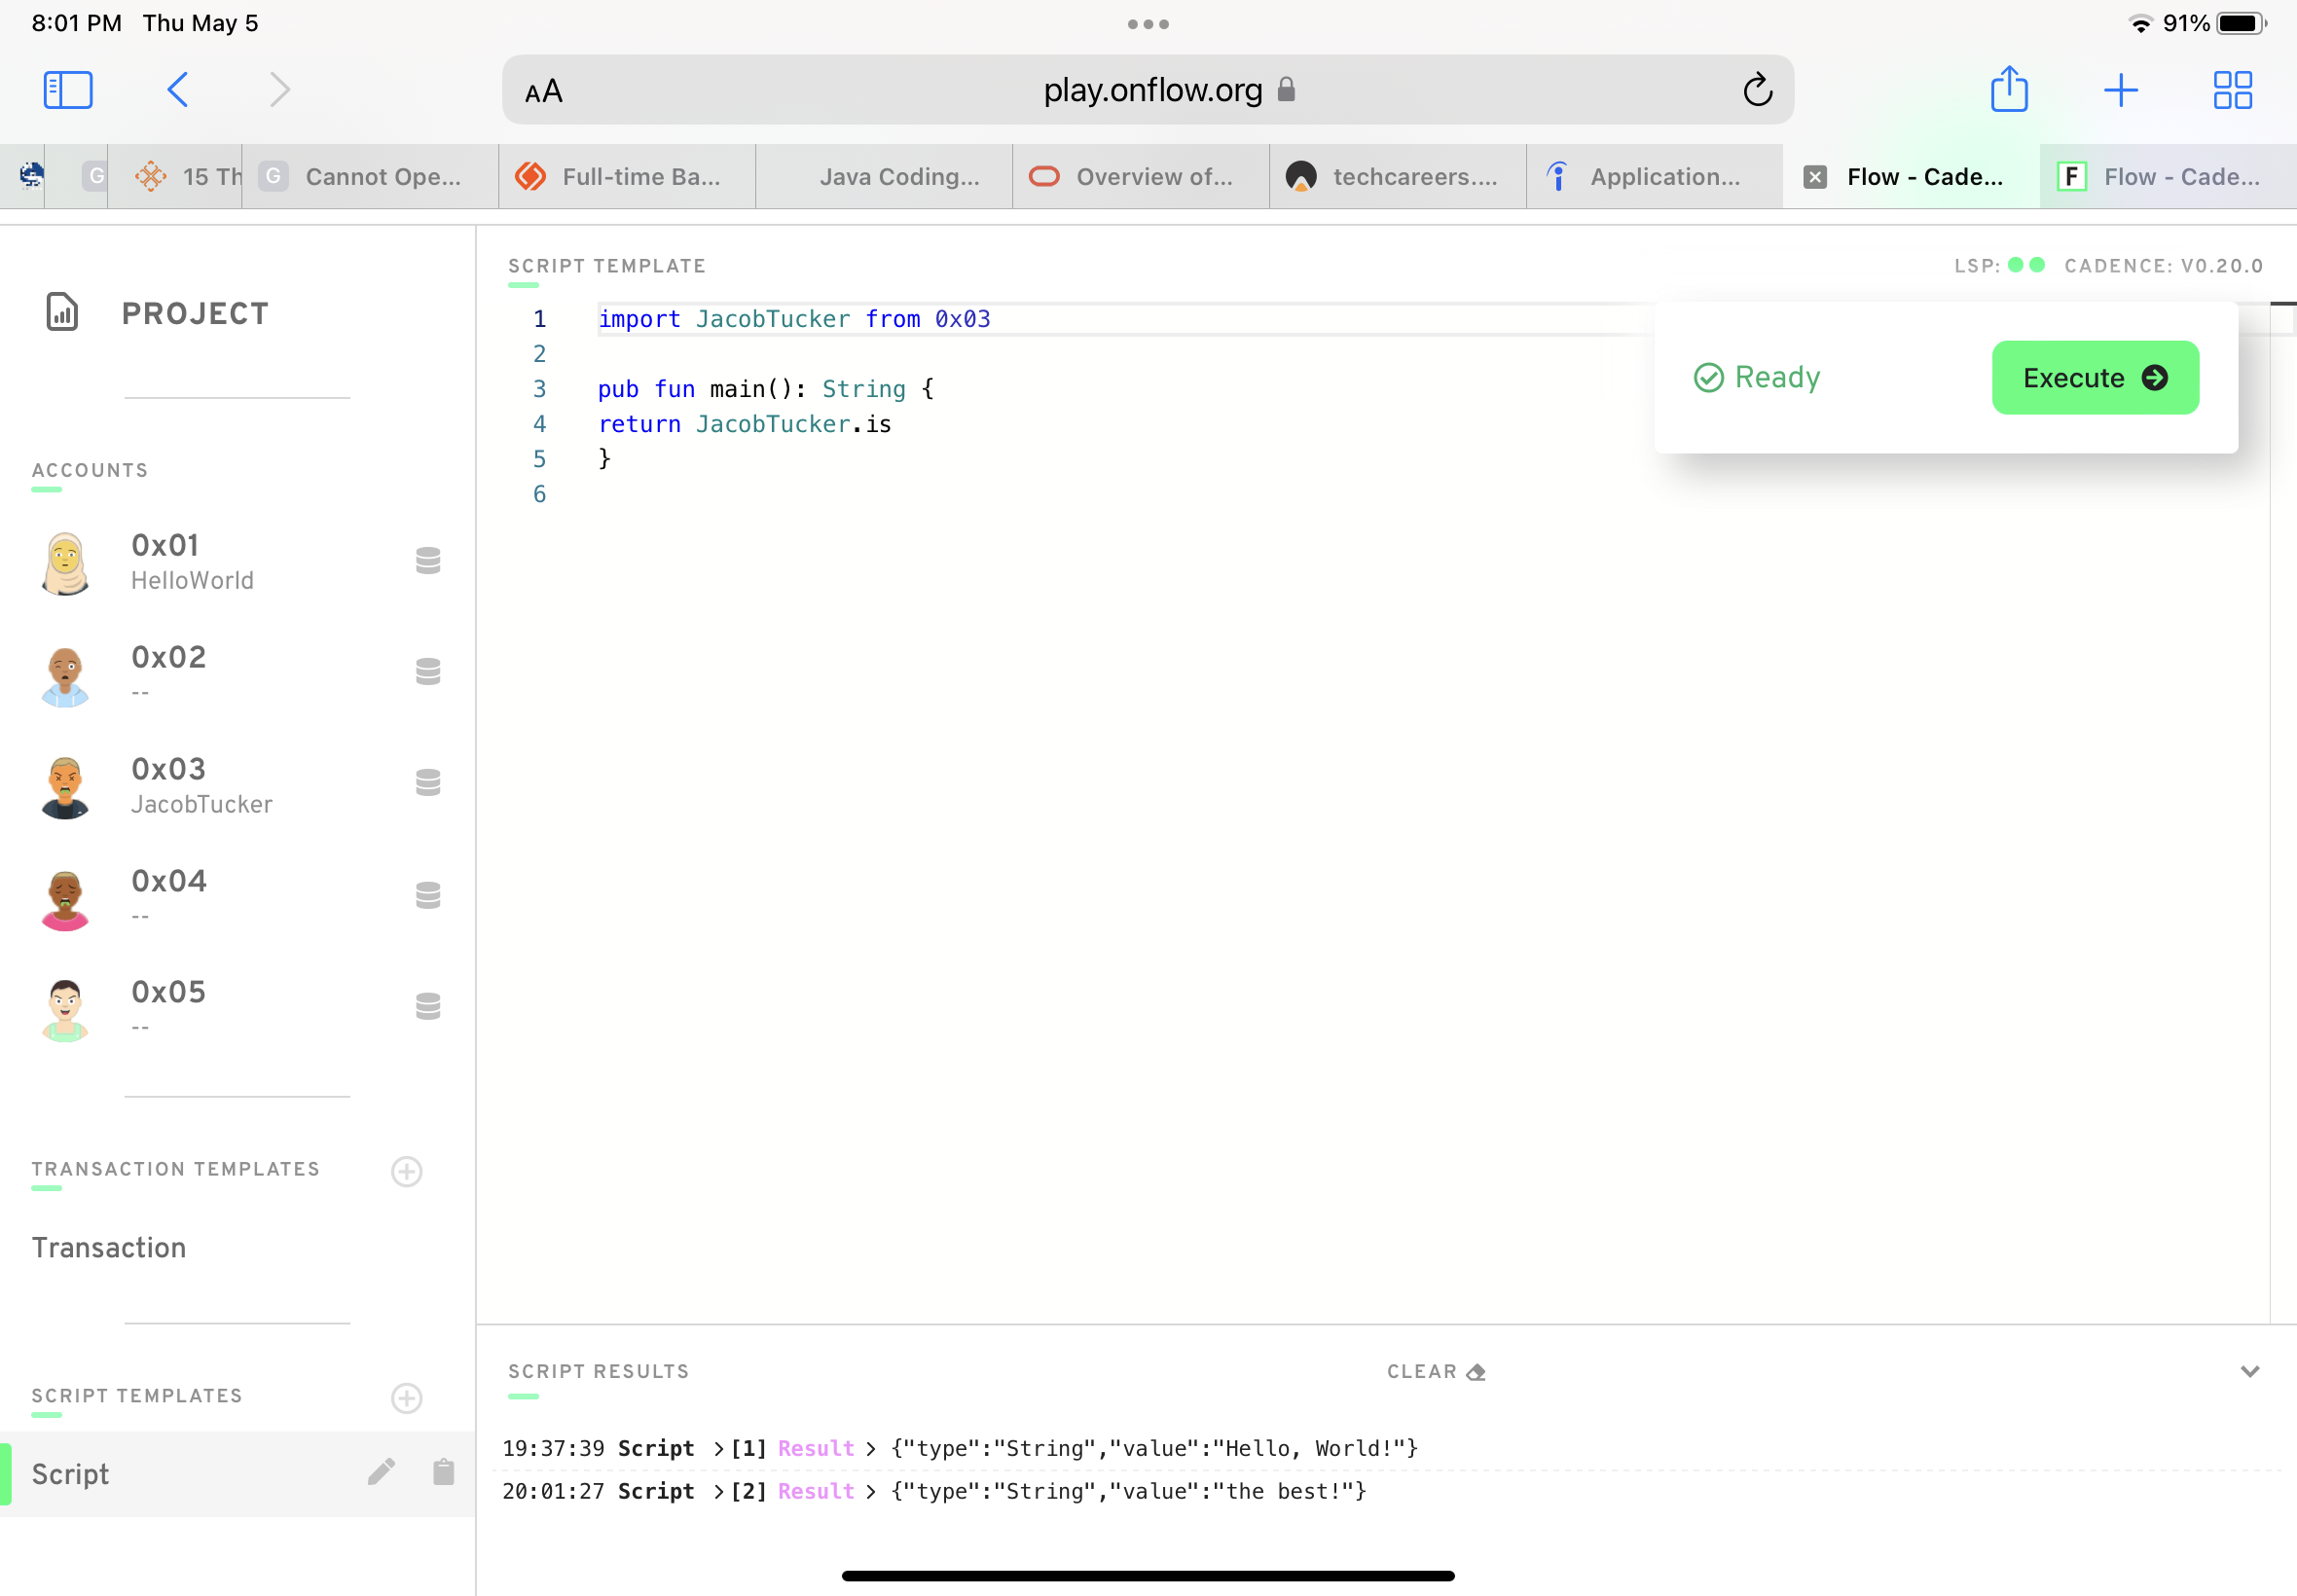 8:01 PM Thu May 5
91%
AA
play.onflow.org
G
15 Th
G Cannot Ope...
Full-time Ba...
Java Coding...
Overview of...
techcareers....
Application...
Flow - Cade...
F Flow - Cade...
PROJECT
ACCOUNTS
0x01
HelloWorld
0x02
--
0x03
JacobTucker
0x04
--
0x05
--
TRANSACTION TEMPLATES
Transaction
SCRIPT TEMPLATES
Script
SCRIPT TEMPLATE
LSP: CADENCE: V0.20.0
1 import JacobTucker from 0x03
2
3 pub fun main(): String {
4 return JacobTucker.is
5 }
6
Ready
Execute
SCRIPT RESULTS
CLEAR
19:37:39 Script >[1] Result > {"type":"String","value":"Hello, World!"}
20:01:27 Script >[2] Result > {"type":"String","value":"the best!"}